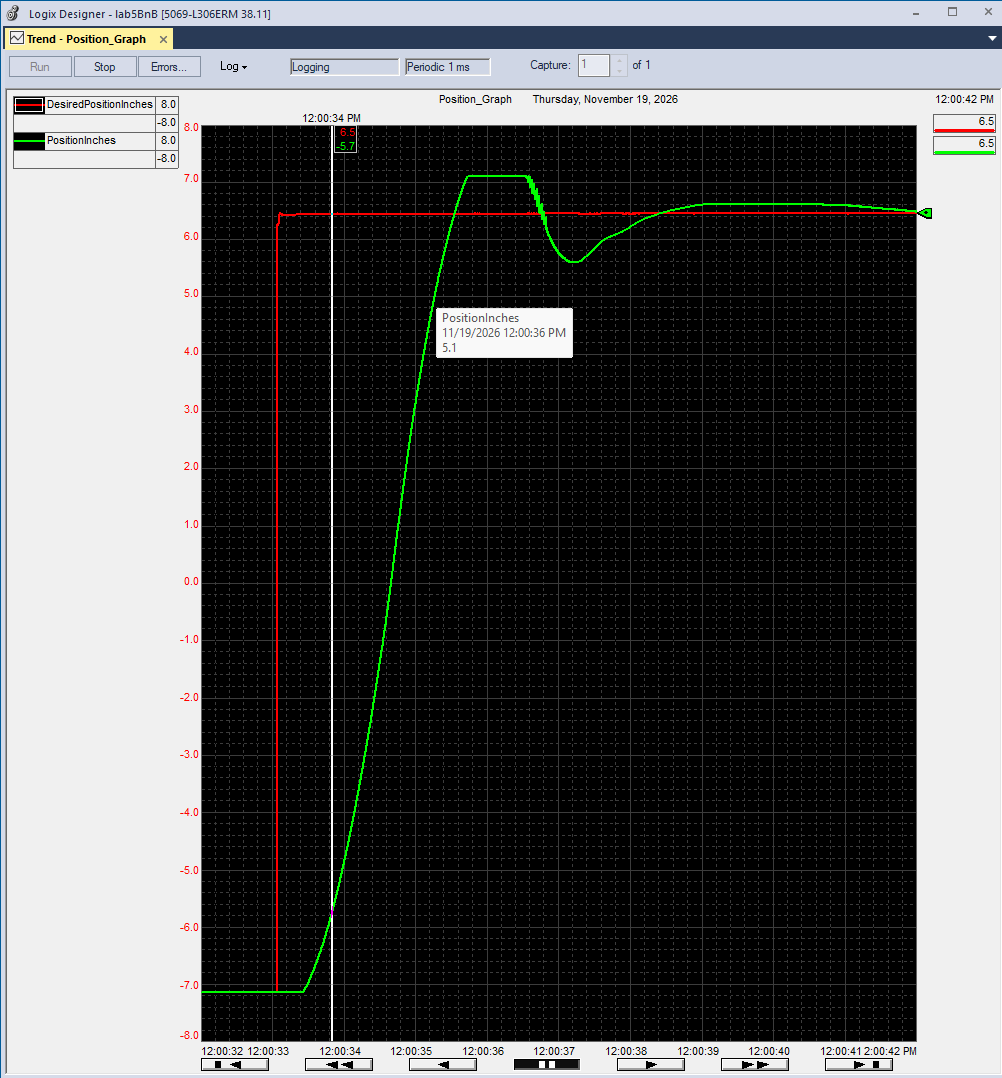 Logix Designer - lab5BnB [5069-L306ERM 38.11]
Trend - Position_Graph
Run Stop Errors... Log Logging Periodic 1 ms Capture: 1 of 1
Position_Graph Thursday, November 19, 2026 12:00:42 PM
DesiredPositionInches 8.0
-8.0
PositionInches 8.0
-8.0
12:00:34 PM
6.5
-5.7
6.5
6.5
8.0
7.0
6.0
5.0
4.0
3.0
2.0
1.0
0.0
-1.0
-2.0
-3.0
-4.0
-5.0
-6.0
-7.0
-8.0
PositionInches
11/19/2026 12:00:36 PM
5.1
12:00:32 12:00:33 12:00:34 12:00:35 12:00:36 12:00:37 12:00:38 12:00:39 12:00:40 12:00:41 12:00:42 PM